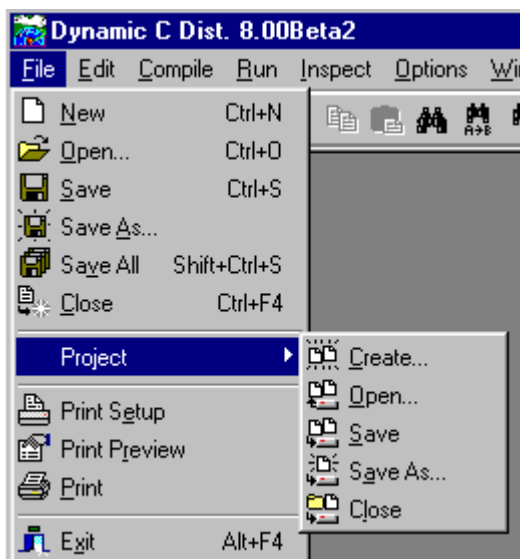 Dynamic C Dist. 8.00Beta2
File Edit Compile Run Inspect Options
New Ctrl+N
Open... Ctrl+O
Save Ctrl+S
Save As...
Save All Shift+Ctrl+S
Close Ctrl+F4
Project
Create...
Open...
Save
Save As...
Close
Print Setup
Print Preview
Print
Exit Alt+F4
A→B